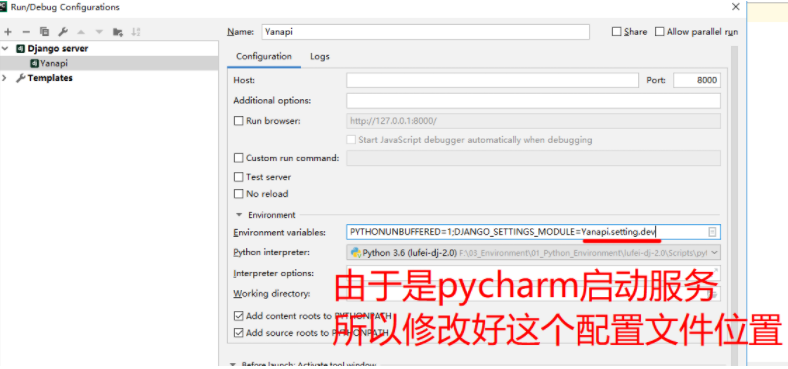 Run/Debug Configurations
Name: Yanapi
Share
Allow parallel run
Django server
Yanapi
Templates
Configuration
Logs
Host:
Port: 8000
Additional options:
Run browser: http://127.0.0.1:8000/
Start JavaScript debugger automatically when debugging
Custom run command:
Test server
No reload
Environment
Environment variables: PYTHONUNBUFFERED=1;DJANGO_SETTINGS_MODULE=Yanapi.setting.dev
Python interpreter: Python 3.6 (lufei-dj-2.0) F:\03_Environment\01_Python_Environment\lufei-dj-2.0\Scripts\pyt
Interpreter options:
Working directory:
由于是pycharm启动服务
所以修改好这个配置文件位置
Add content roots to PYTHONPATH
Add source roots to PYTHONPATH
Before launch: Activate tool window